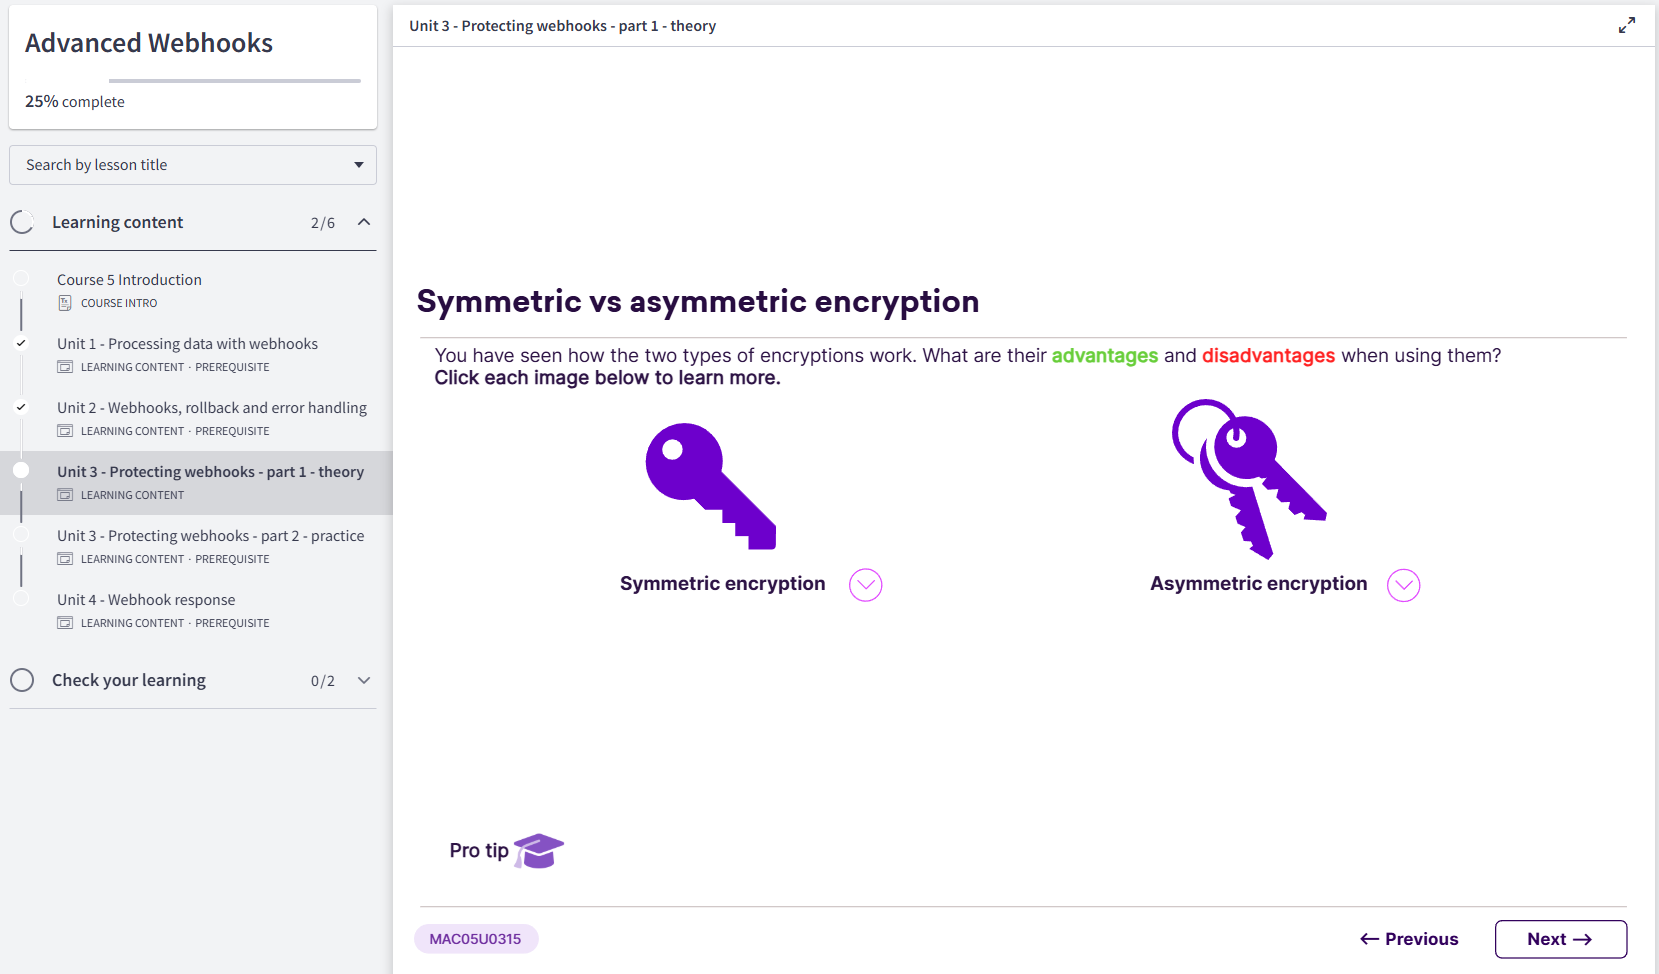 Advanced Webhooks
25% complete
Search by lesson title
Learning content 2/6
Course 5 Introduction
COURSE INTRO
Unit 1 - Processing data with webhooks
LEARNING CONTENT · PREREQUISITE
Unit 2 - Webhooks, rollback and error handling
LEARNING CONTENT · PREREQUISITE
Unit 3 - Protecting webhooks - part 1 - theory
LEARNING CONTENT
Unit 3 - Protecting webhooks - part 2 - practice
LEARNING CONTENT · PREREQUISITE
Unit 4 - Webhook response
LEARNING CONTENT · PREREQUISITE
Check your learning 0/2
Unit 3 - Protecting webhooks - part 1 - theory
Symmetric vs asymmetric encryption
You have seen how the two types of encryptions work. What are their advantages and disadvantages when using them?
Click each image below to learn more.
Symmetric encryption
Asymmetric encryption
Pro tip
MAC05U0315
← Previous
Next →